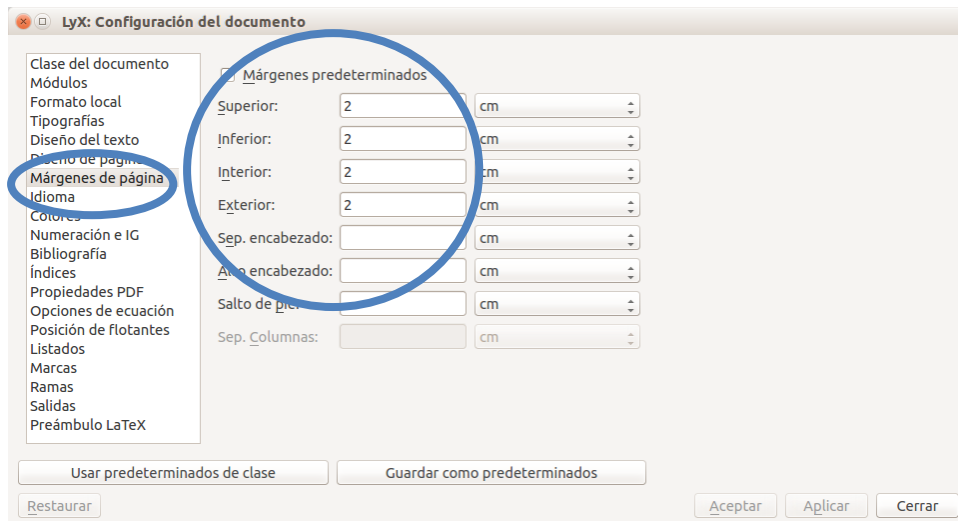 LyX: Configuración del documento
Clase del documento
Módulos
Formato local
Tipografías
Diseño del texto
Diseño de página
Márgenes de página
Idioma
Colores
Numeración e IG
Bibliografía
Índices
Propiedades PDF
Opciones de ecuación
Posición de flotantes
Listados
Marcas
Ramas
Salidas
Preámbulo LaTeX
Márgenes predeterminados
Superior: 2 cm
Inferior: 2 cm
Interior: 2 cm
Exterior: 2 cm
Sep. encabezado: cm
Alto encabezado: cm
Salto de pie: cm
Sep. Columnas: cm
Usar predeterminados de clase Guardar como predeterminados
Restaurar Aceptar Aplicar Cerrar